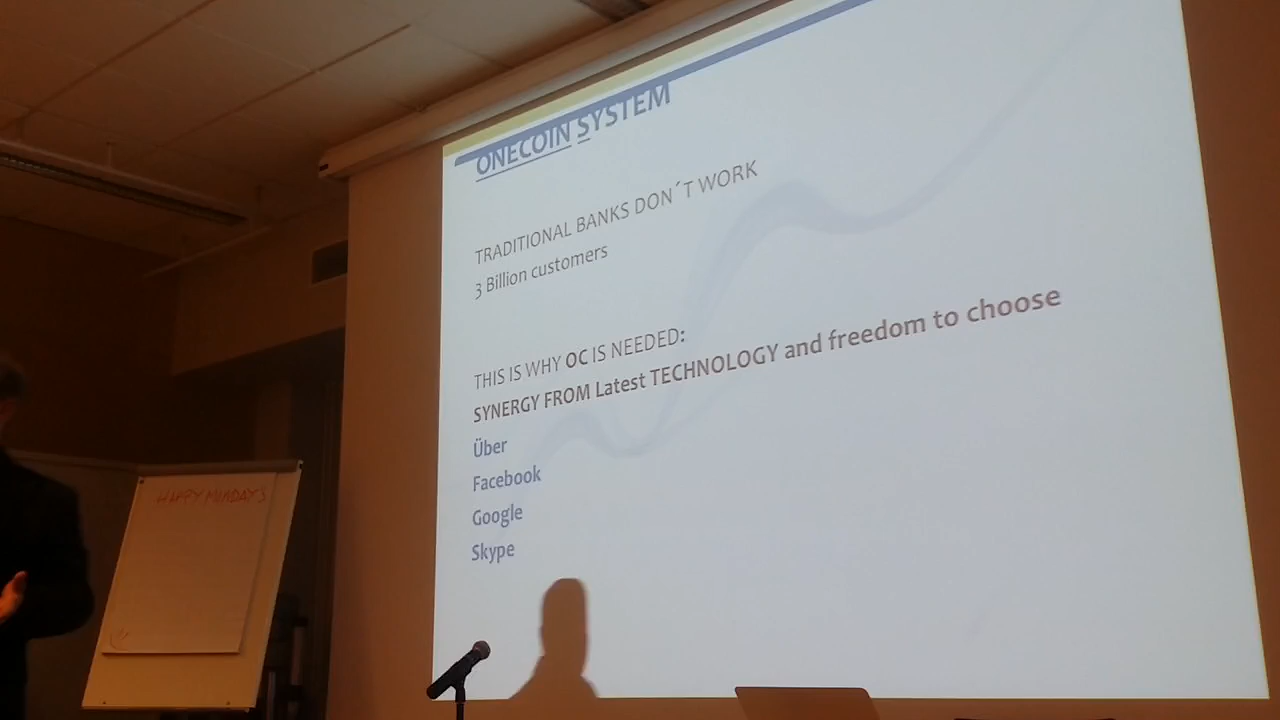 ONECOIN SYSTEM
TRADITIONAL BANKS DON´T WORK
3 Billion customers
THIS IS WHY OC IS NEEDED:
SYNERGY FROM Latest TECHNOLOGY and freedom to choose
Über
Facebook
Google
Skype
HAPPY MONDAYS